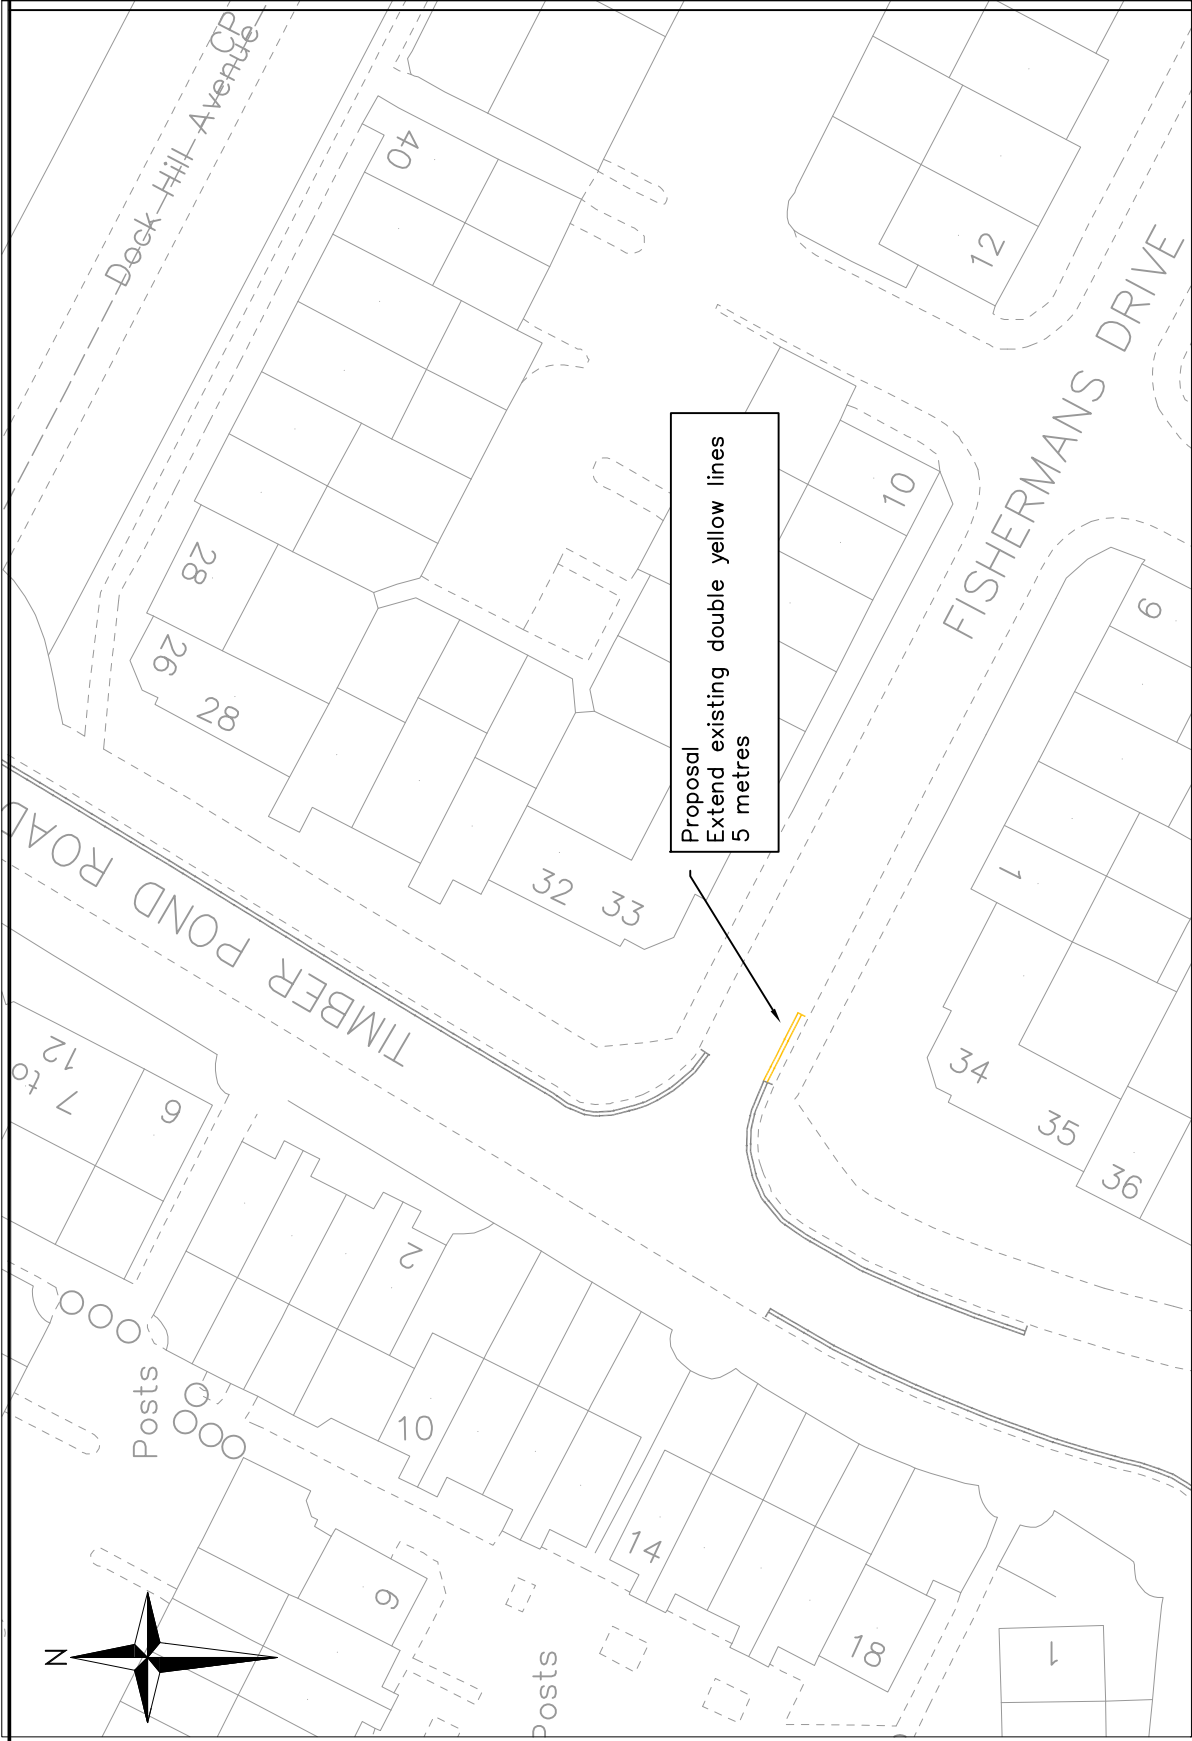 Dock Hill Avenue
CP
40
12
FISHERMANS DRIVE
28
26
28
10
Proposal
Extend existing double yellow lines
5 metres
9
32
33
1
TIMBER POND ROAD
34
35
36
7 to
12
6
2
Posts
10
14
18
1
9
N
Posts